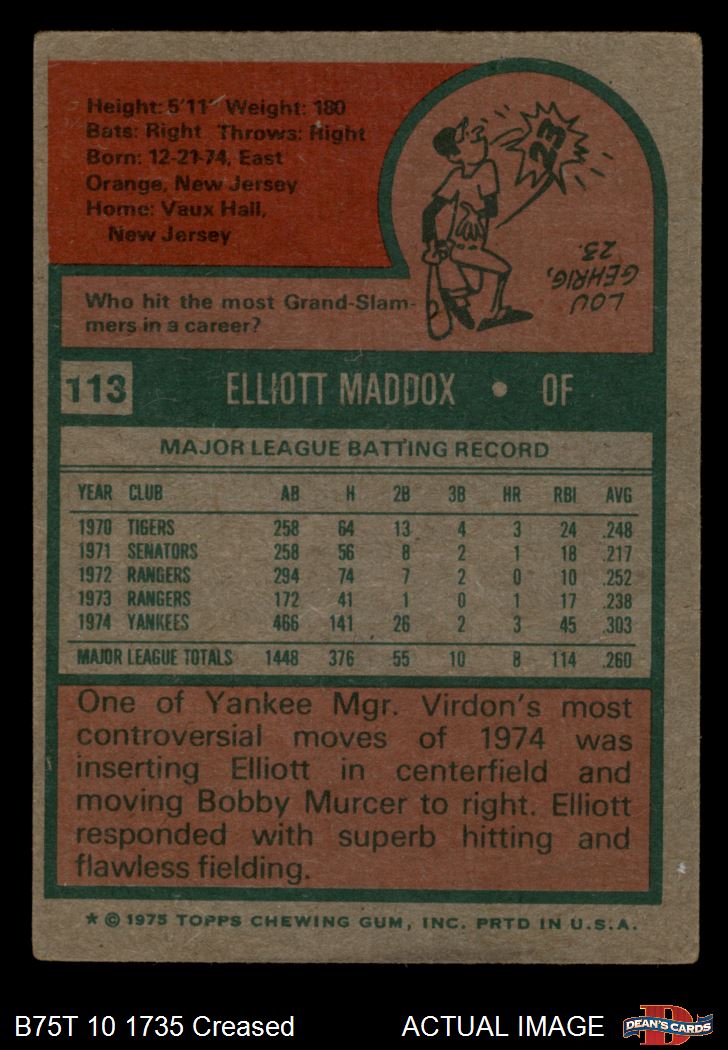 Height: 5'11 Weight: 180
Bats: Right Throws: Right
Born: 12-21-74, East
Orange, New Jersey
Home: Vaux Hall,
New Jersey
23
LOU
GEHRIG,
23.
Who hit the most Grand-Slam-
mers in a career?
113 ELLIOTT MADDOX • OF
MAJOR LEAGUE BATTING RECORD
YEAR CLUB AB H 2B 3B HR RBI AVG
1970 TIGERS 258 64 13 4 3 24 .248
1971 SENATORS 258 56 8 2 1 18 .217
1972 RANGERS 294 74 7 2 0 10 .252
1973 RANGERS 172 41 1 0 1 17 .238
1974 YANKEES 466 141 26 2 3 45 .303
MAJOR LEAGUE TOTALS 1448 376 55 10 8 114 .260
One of Yankee Mgr. Virdon's most
controversial moves of 1974 was
inserting Elliott in centerfield and
moving Bobby Murcer to right. Elliott
responded with superb hitting and
flawless fielding.
* © 1975 TOPPS CHEWING GUM, INC. PRTD IN U.S.A.
B75T 10 1735 Creased ACTUAL IMAGE
D
DEAN'S CARDS